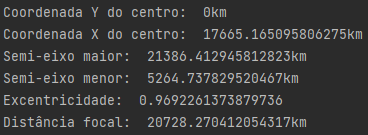 Coordenada Y do centro:  0km
Coordenada X do centro:  17665.165095806275km
Semi-eixo maior:  21386.412945812823km
Semi-eixo menor:  5264.737829520467km
Excentricidade:  0.9692261373879736
Distância focal:  20728.270412054317km